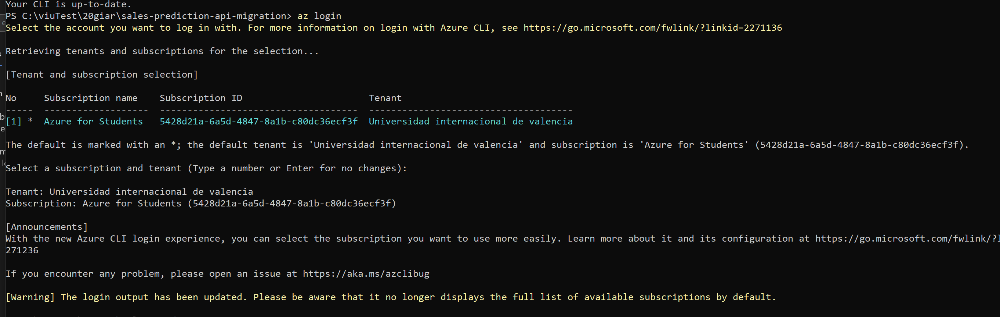 Your CLI is up-to-date.
PS C:\viuTest\20giar\sales-prediction-api-migration> az login
Select the account you want to log in with. For more information on login with Azure CLI, see https://go.microsoft.com/fwlink/?linkid=2271136
Retrieving tenants and subscriptions for the selection...
[Tenant and subscription selection]
No     Subscription name    Subscription ID                       Tenant
-----  -------------------  ------------------------------------  -------------------------------------
[1] *  Azure for Students   5428d21a-6a5d-4847-8a1b-c80dc36ecf3f  Universidad internacional de valencia
The default is marked with an *; the default tenant is 'Universidad internacional de valencia' and subscription is 'Azure for Students' (5428d21a-6a5d-4847-8a1b-c80dc36ecf3f).
Select a subscription and tenant (Type a number or Enter for no changes):
Tenant: Universidad internacional de valencia
Subscription: Azure for Students (5428d21a-6a5d-4847-8a1b-c80dc36ecf3f)
[Announcements]
With the new Azure CLI login experience, you can select the subscription you want to use more easily. Learn more about it and its configuration at https://go.microsoft.com/fwlink/?l
271236
If you encounter any problem, please open an issue at https://aka.ms/azclibug
[Warning] The login output has been updated. Please be aware that it no longer displays the full list of available subscriptions by default.